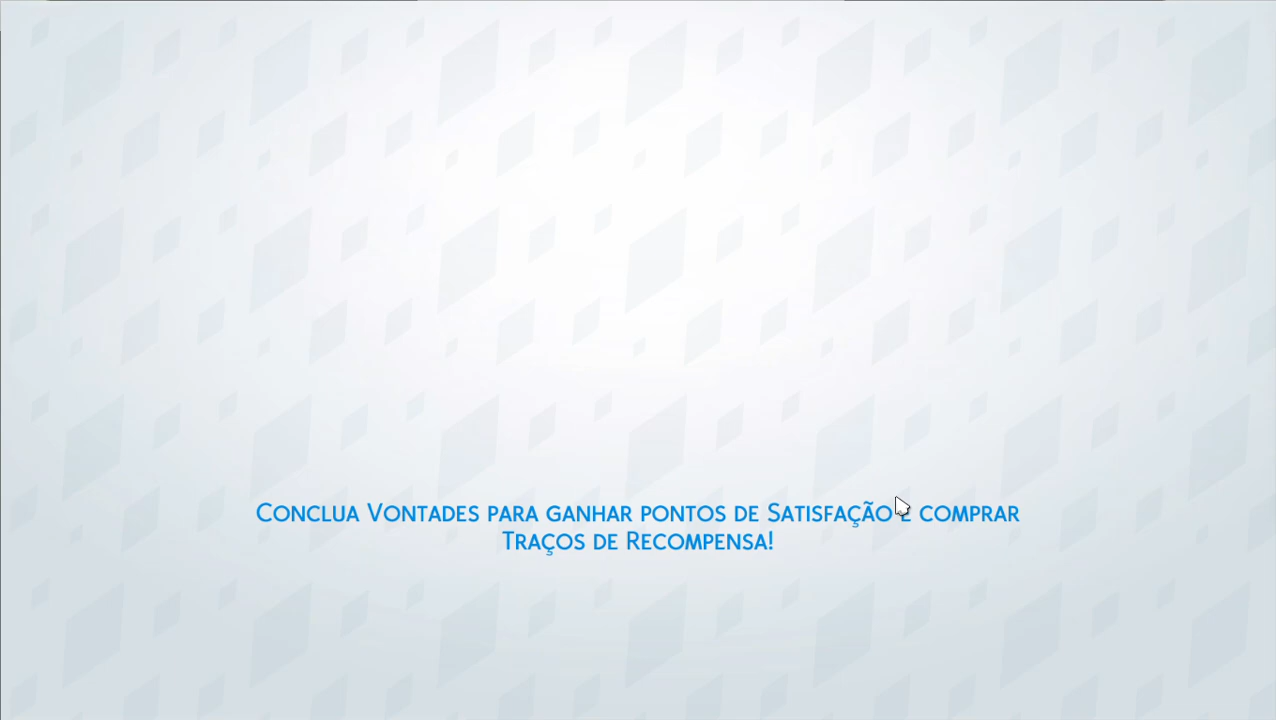 Conclua Vontades para ganhar pontos de Satisfação e comprar
Traços de Recompensa!